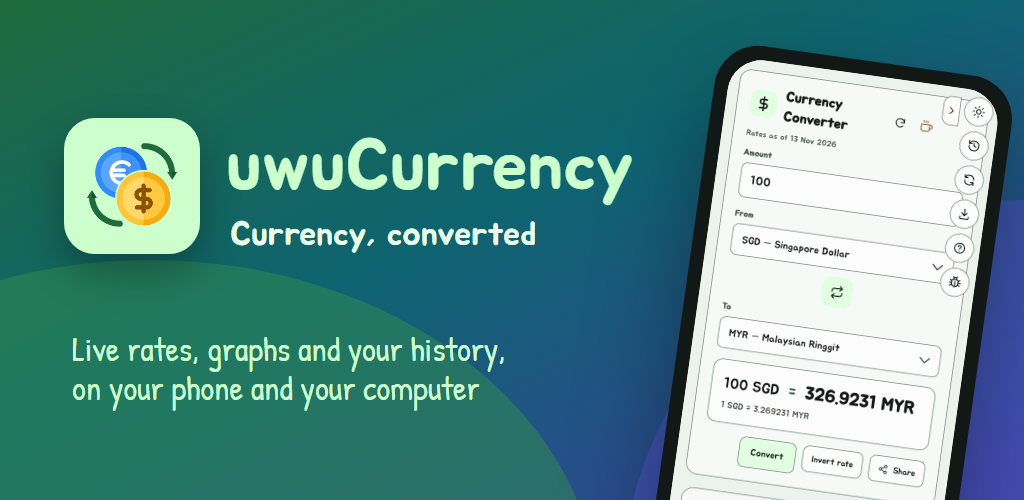 uwuCurrency
Currency, converted
Live rates, graphs and your history,
on your phone and your computer
$
Currency
Converter
Rates as of 13 Nov 2026
Amount
100
From
SGD – Singapore Dollar
To
MYR – Malaysian Ringgit
100 SGD = 326.9231 MYR
1 SGD = 3.269231 MYR
Convert
Invert rate
Share